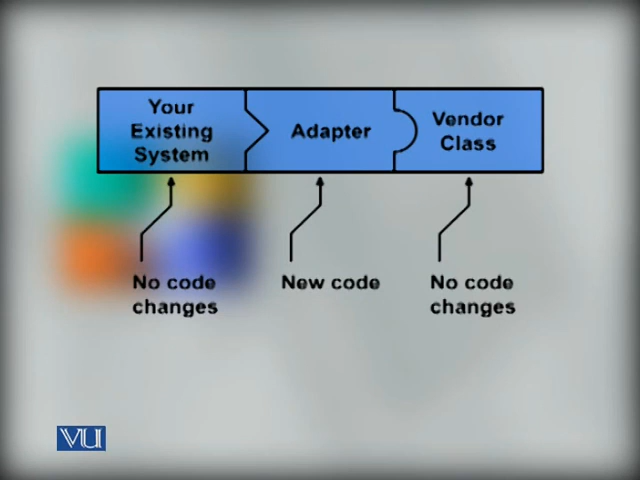 Your
Existing
System
Adapter
Vendor
Class
No code
changes
New code
No code
changes
VU